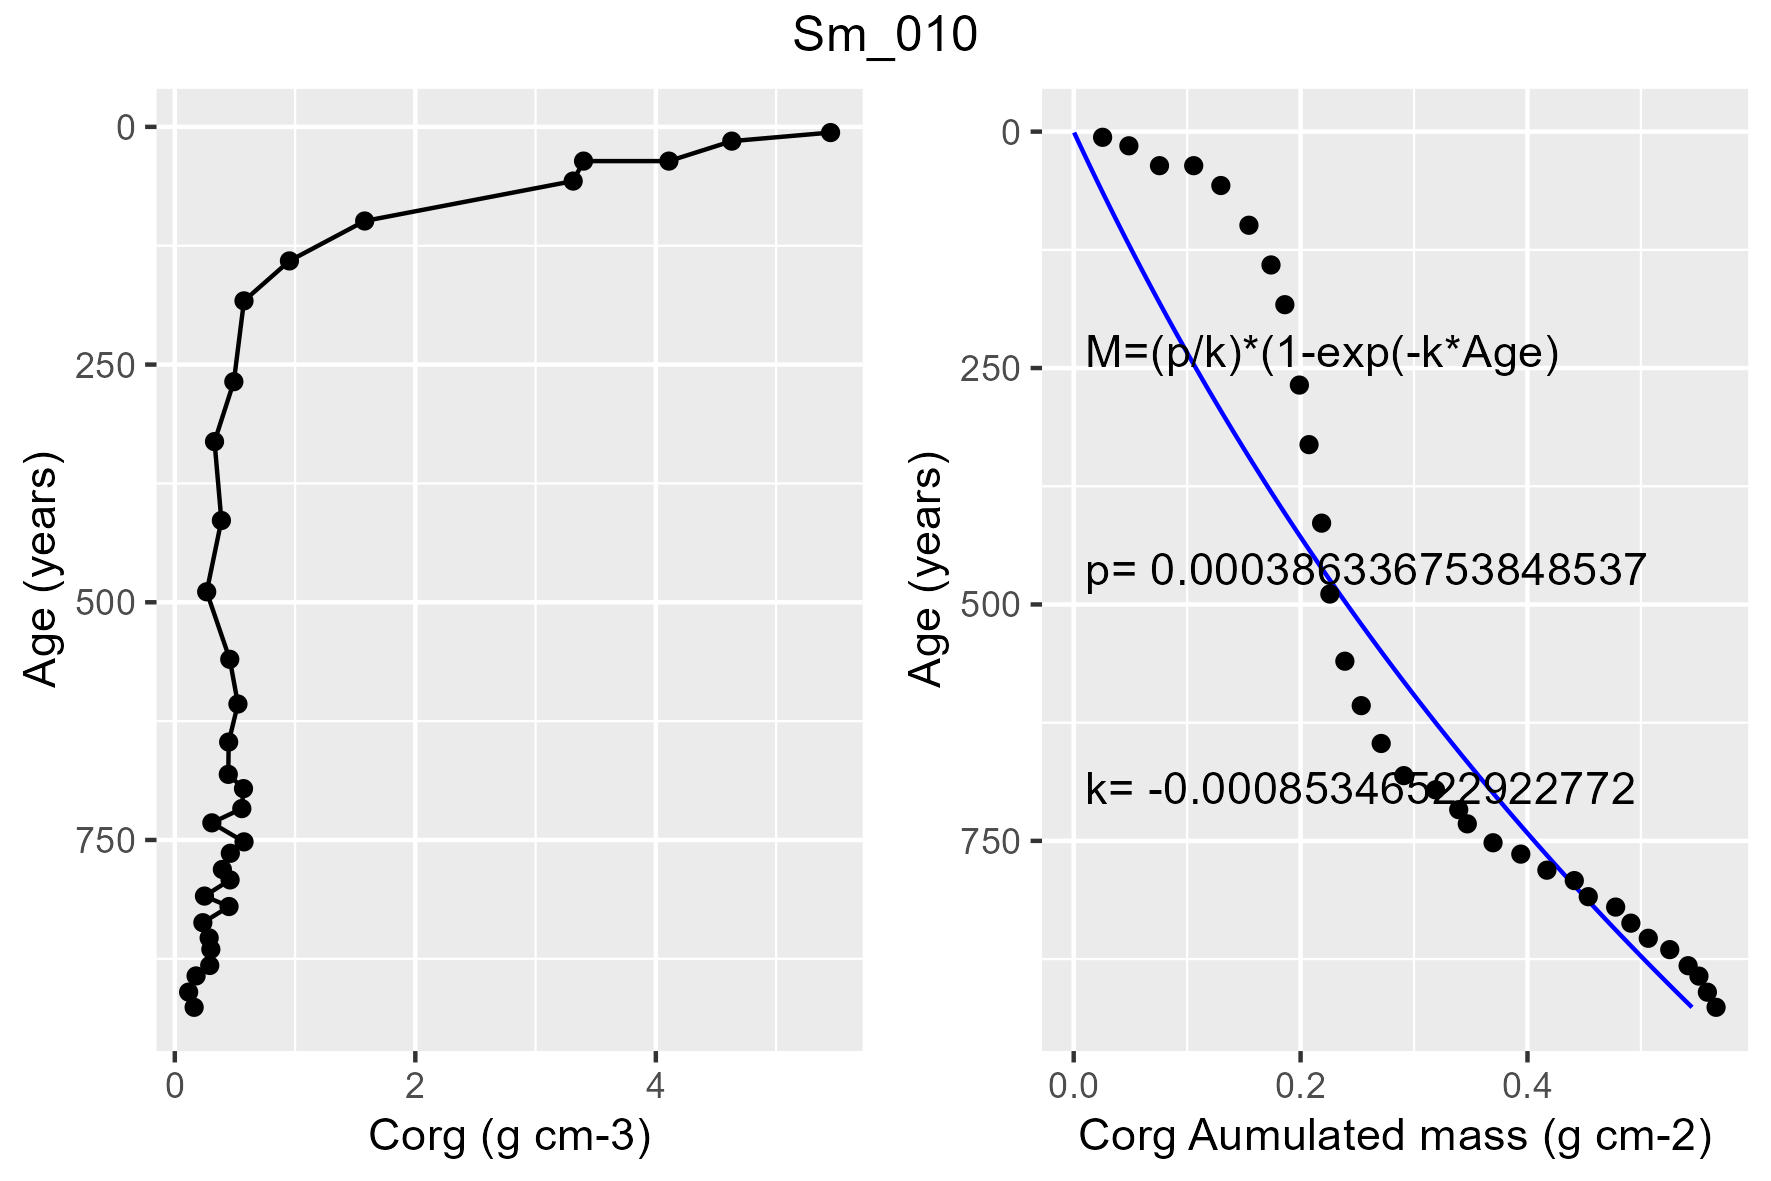 Sm_010
0
250
500
750
Age (years)
0
2
4
Corg (g cm-3)
0
250
500
750
Age (years)
M=(p/k)*(1-exp(-k*Age)
p= 0.000386336753848537
k= -0.00085346522922772
0.0
0.2
0.4
Corg Aumulated mass (g cm-2)